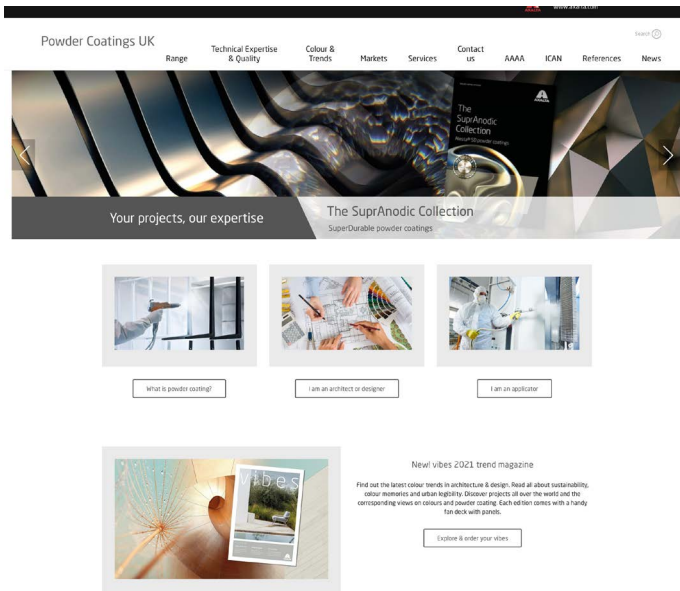 www.axalta.com
Search
Powder Coatings UK
Range
Technical Expertise
& Quality
Colour &
Trends
Markets
Services
Contact
us
AAAA
ICAN
References
News
The
SuprAnodic
Collection
AXALTA
Your projects, our expertise
The SuprAnodic Collection
SuperDurable powder coatings
What is powder coating?
I am an architect or designer
I am an applicator
vibes
New! vibes 2021 trend magazine
Find out the latest colour trends in architecture & design. Read all about sustainability,
colour memories and urban legibility. Discover projects all over the world and the
corresponding views on colours and powder coating. Each edition comes with a handy
fan deck with panels.
Explore & order your vibes